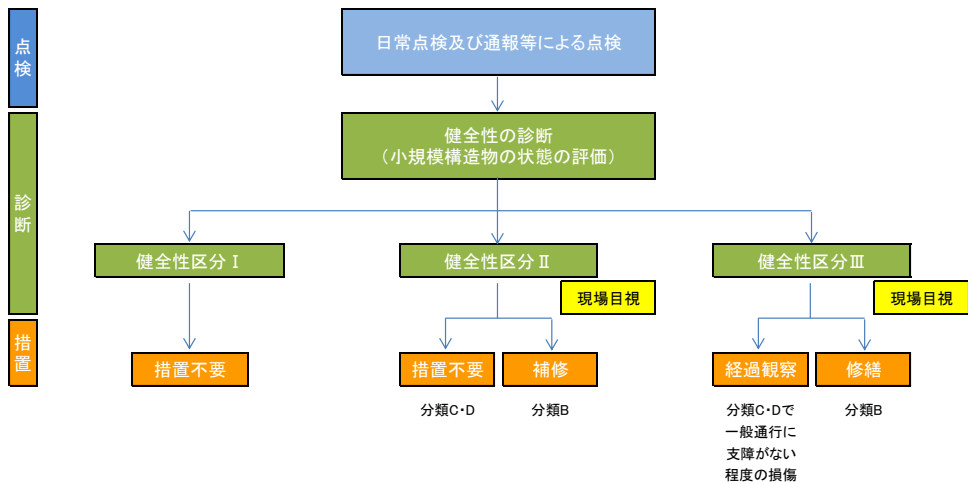 点検
日常点検及び通報等による点検
診断
健全性の診断
（小規模構造物の状態の評価）
健全性区分Ⅰ
健全性区分Ⅱ
健全性区分Ⅲ
現場目視
現場目視
措置
措置不要
措置不要
補修
経過観察
修繕
分類C・D
分類B
分類C・Dで
一般通行に
支障がない
程度の損傷
分類B